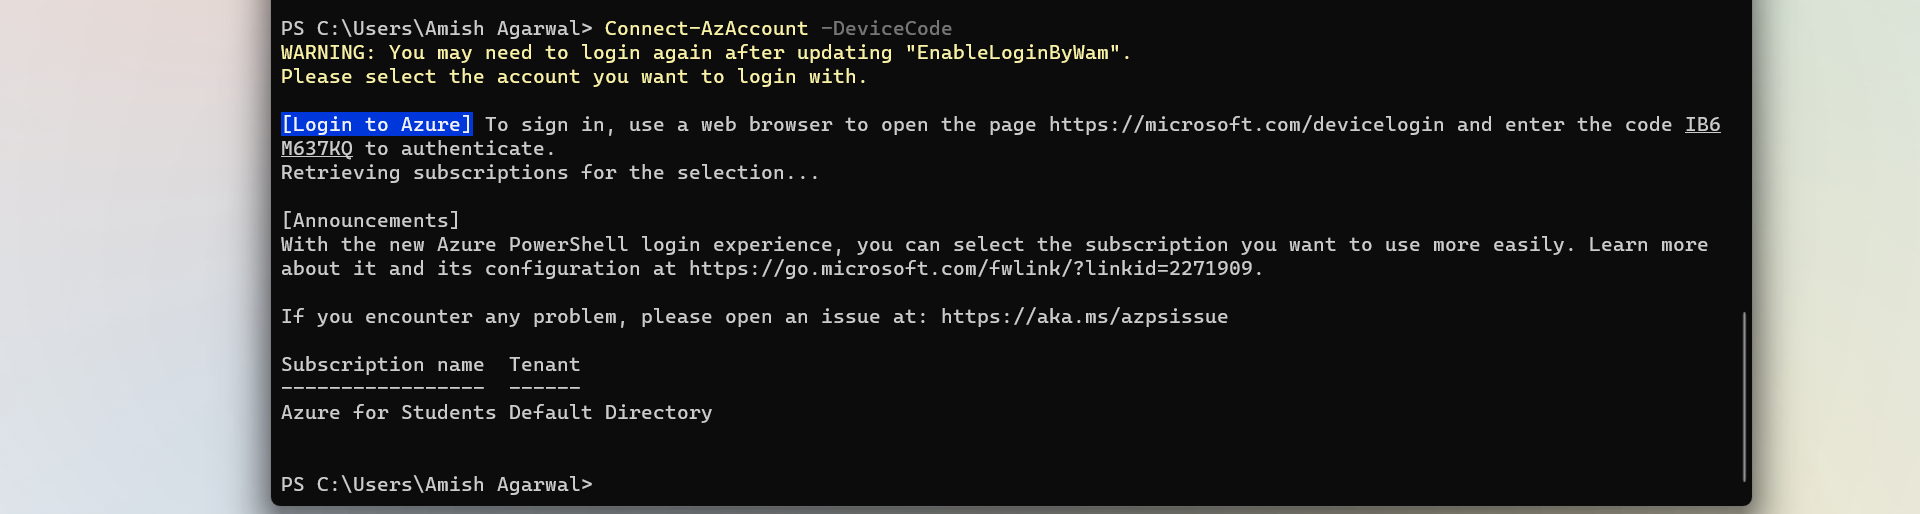 PS C:\Users\Amish Agarwal> Connect-AzAccount -DeviceCode
WARNING: You may need to login again after updating "EnableLoginByWam".
Please select the account you want to login with.
[Login to Azure] To sign in, use a web browser to open the page https://microsoft.com/devicelogin and enter the code IB6
M637KQ to authenticate.
Retrieving subscriptions for the selection...
[Announcements]
With the new Azure PowerShell login experience, you can select the subscription you want to use more easily. Learn more
about it and its configuration at https://go.microsoft.com/fwlink/?linkid=2271909.
If you encounter any problem, please open an issue at: https://aka.ms/azpsissue
Subscription name  Tenant
-----------------  ------
Azure for Students Default Directory
PS C:\Users\Amish Agarwal>